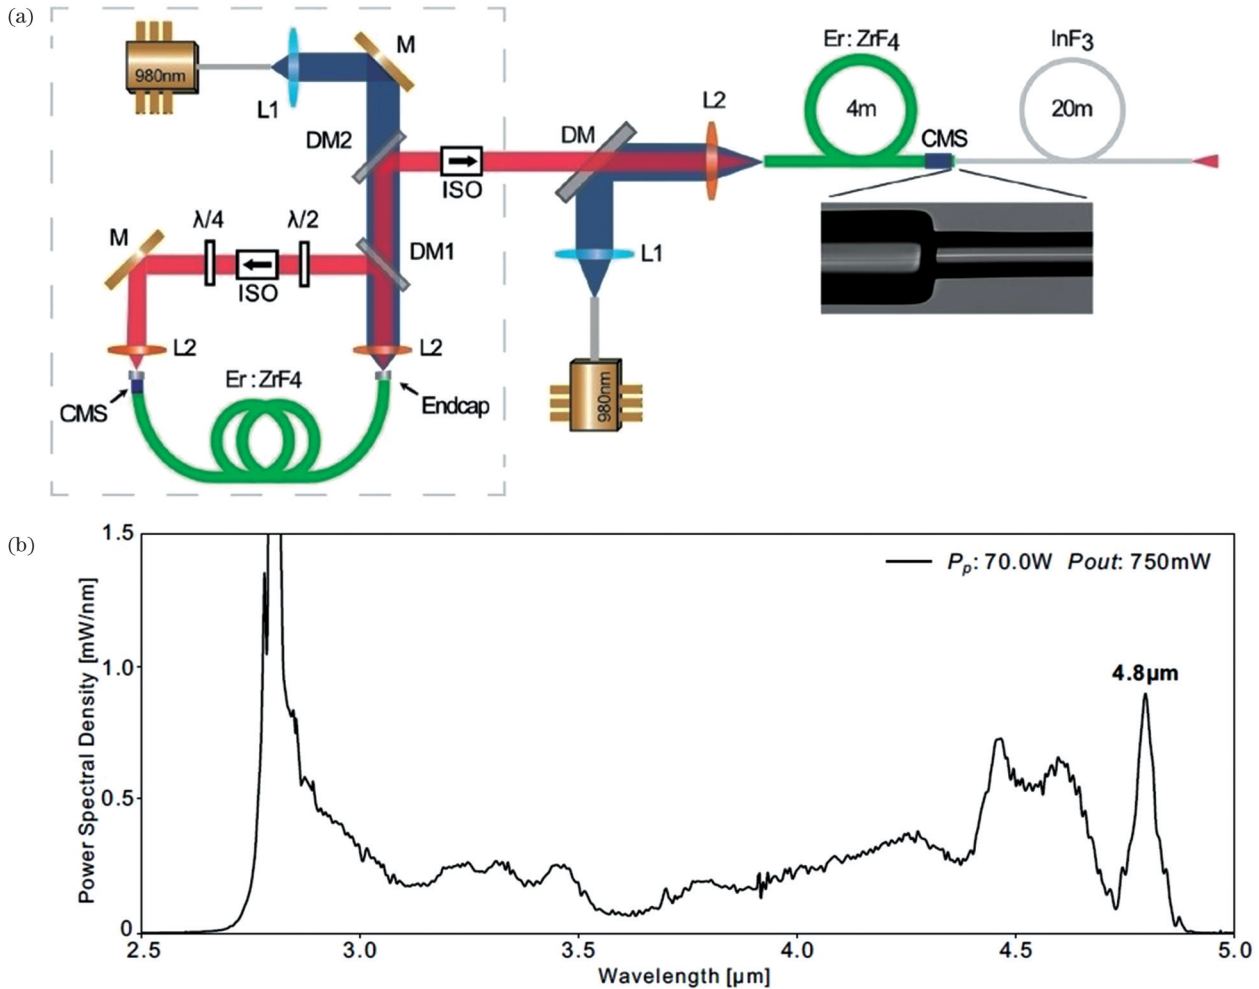 (a)
980nm
L1
M
DM2
ISO
DM
L2
Er:ZrF4
4m
CMS
InF3
20m
M
λ/4
ISO
λ/2
DM1
L1
L2
L2
980nm
CMS
Er:ZrF4
Endcap
(b)
Pp: 70.0W Pout: 750mW
4.8μm
Power Spectral Density [mW/nm]
1.5
1.0
0.5
0
2.5 3.0 3.5 4.0 4.5 5.0
Wavelength [μm]